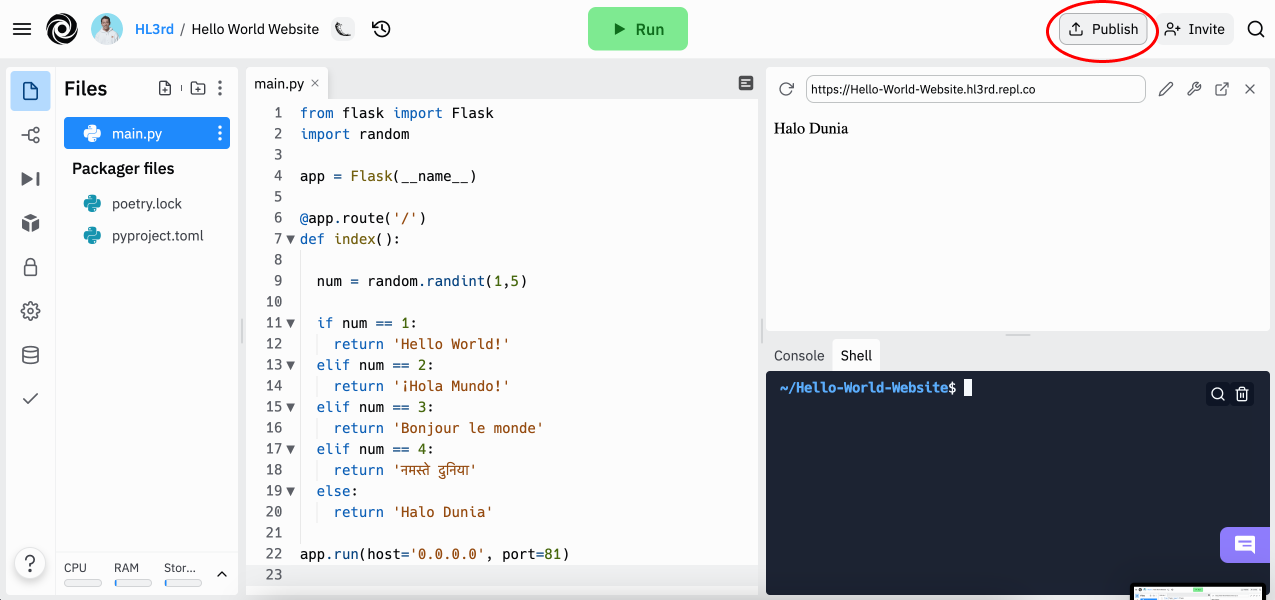 HL3rd / Hello World Website
Run
Publish
Invite
Files
main.py
Packager files
poetry.lock
pyproject.toml
CPU RAM Stor...
?
main.py ×
1 from flask import Flask
2 import random
3
4 app = Flask(__name__)
5
6 @app.route('/')
7 def index():
8
9 num = random.randint(1,5)
10
11 if num == 1:
12 return 'Hello World!'
13 elif num == 2:
14 return '¡Hola Mundo!'
15 elif num == 3:
16 return 'Bonjour le monde'
17 elif num == 4:
18 return 'नमस्ते दुनिया'
19 else:
20 return 'Halo Dunia'
21
22 app.run(host='0.0.0.0', port=81)
23
https://Hello-World-Website.hl3rd.repl.co
Halo Dunia
Console Shell
~/Hello-World-Website$